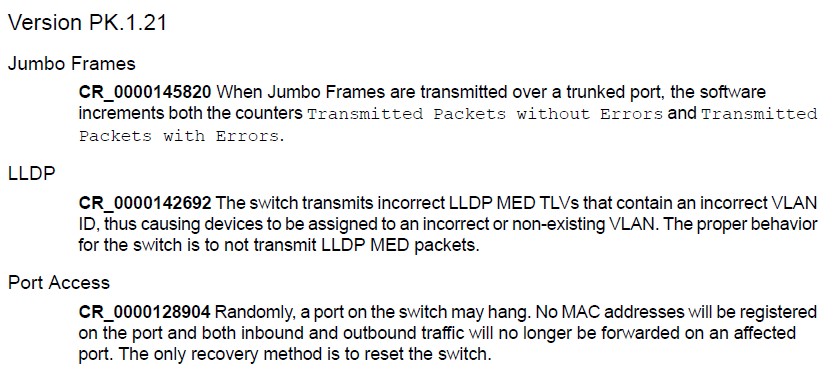 Version PK.1.21
Jumbo Frames
CR_0000145820 When Jumbo Frames are transmitted over a trunked port, the software
increments both the counters Transmitted Packets without Errors and Transmitted
Packets with Errors.
LLDP
CR_0000142692 The switch transmits incorrect LLDP MED TLVs that contain an incorrect VLAN
ID, thus causing devices to be assigned to an incorrect or non-existing VLAN. The proper behavior
for the switch is to not transmit LLDP MED packets.
Port Access
CR_0000128904 Randomly, a port on the switch may hang. No MAC addresses will be registered
on the port and both inbound and outbound traffic will no longer be forwarded on an affected
port. The only recovery method is to reset the switch.